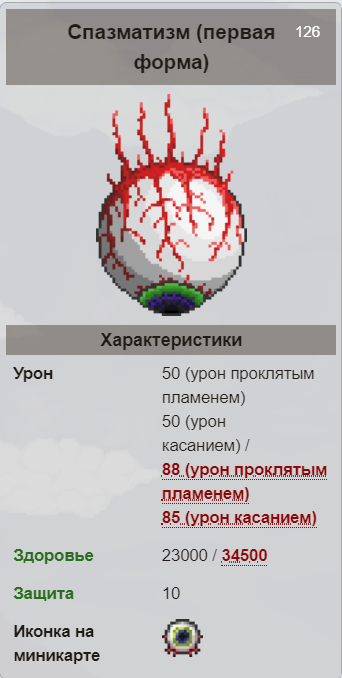 Спазматизм (первая
126
форма)
Характеристики
Урон
50 (урон проклятым
пламенем)
50 (урон
касанием) /
88 (урон проклятым
пламенем)
85 (урон касанием)
Здоровье
23000 / 34500
Защита
10
Иконка на
миникарте